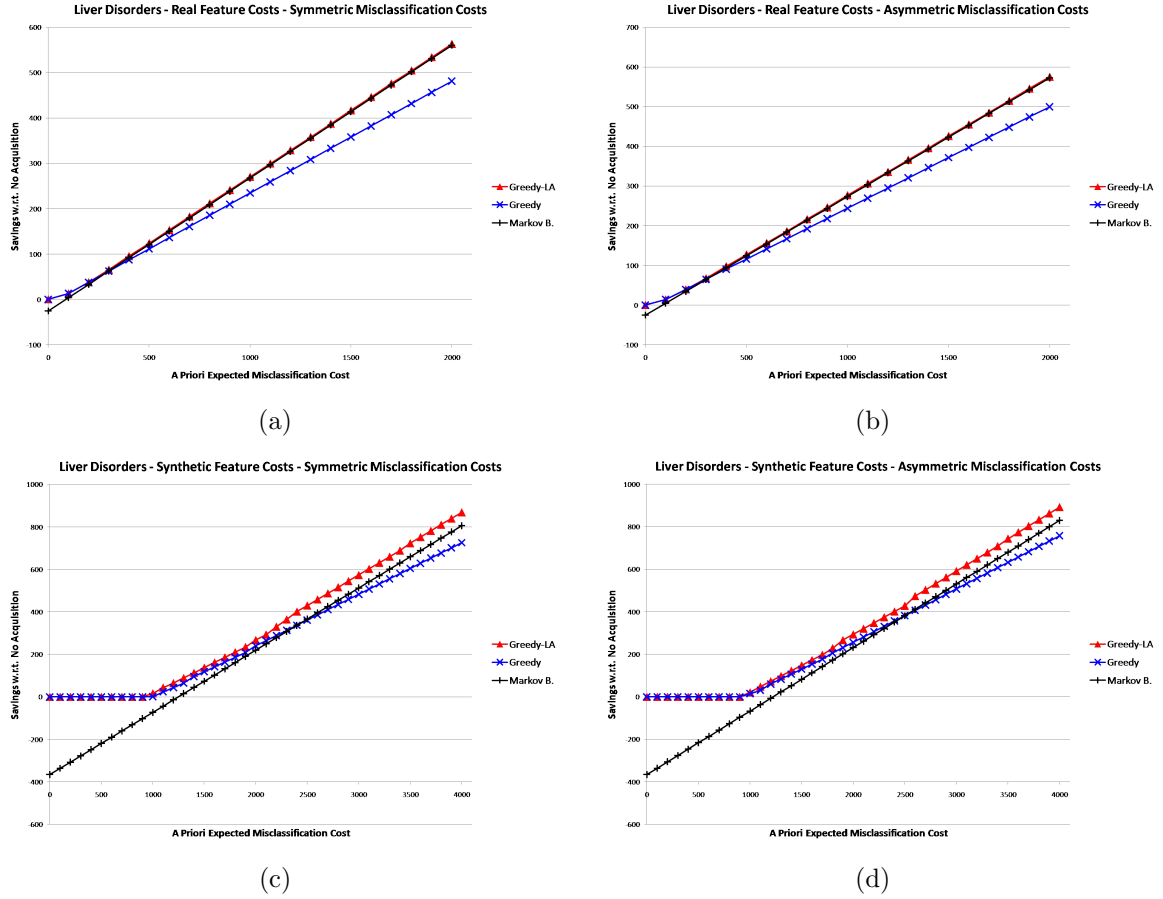 Liver Disorders - Real Feature Costs - Symmetric Misclassification Costs
600
500
400
300
200
100
0
-100
Savings w.r.t. No Acquisition
0 500 1000 1500 2000
A Priori Expected Misclassification Cost
Greedy-LA
Greedy
Markov B.
(a)
Liver Disorders - Real Feature Costs - Asymmetric Misclassification Costs
700
600
500
400
300
200
100
0
-100
Savings w.r.t. No Acquisition
0 500 1000 1500 2000
A Priori Expected Misclassification Cost
Greedy-LA
Greedy
Markov B.
(b)
Liver Disorders - Synthetic Feature Costs - Symmetric Misclassification Costs
1000
800
600
400
200
0
-200
-400
-600
Savings w.r.t. No Acquisition
0 500 1000 1500 2000 2500 3000 3500 4000
A Priori Expected Misclassification Cost
Greedy-LA
Greedy
Markov B.
(c)
Liver Disorders - Synthetic Feature Costs - Asymmetric Misclassification Costs
1000
800
600
400
200
0
-200
-400
-600
Savings w.r.t. No Acquisition
0 500 1000 1500 2000 2500 3000 3500 4000
A Priori Expected Misclassification Cost
Greedy-LA
Greedy
Markov B.
(d)